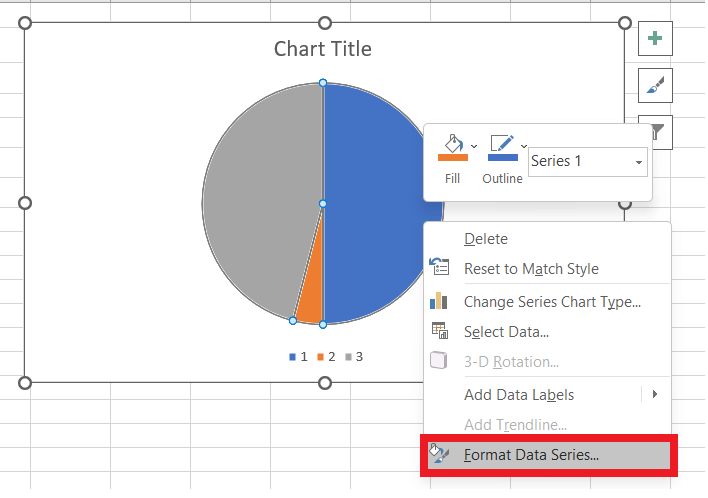 Chart Title
1 2 3
Series 1
Fill Outline
Delete
Reset to Match Style
Change Series Chart Type...
Select Data...
3-D Rotation...
Add Data Labels
Add Trendline...
Format Data Series...